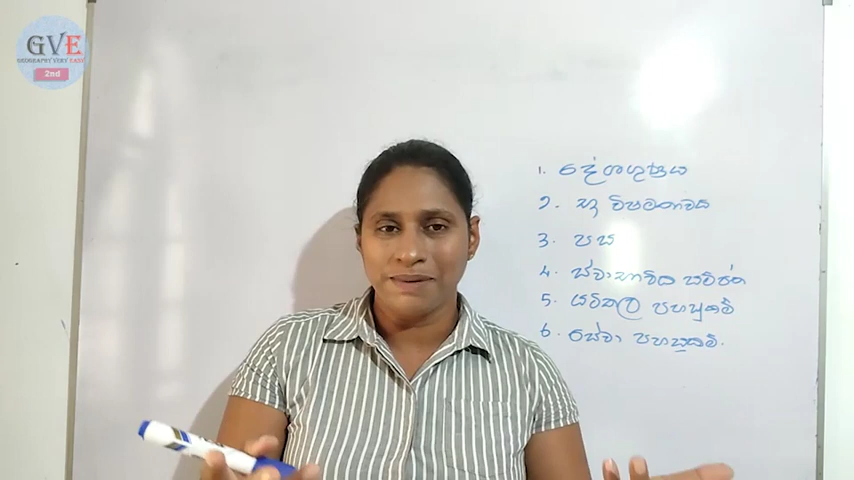 GVE
GEOGRAPHY VERY EASY
2nd
1. දේශගුණය
2. භූ විෂමතාවය
3. පස
4. ස්වාභාවික සම්පත්
5. යටිතල පහසුකම්
6. සේවා පහසුකම්.